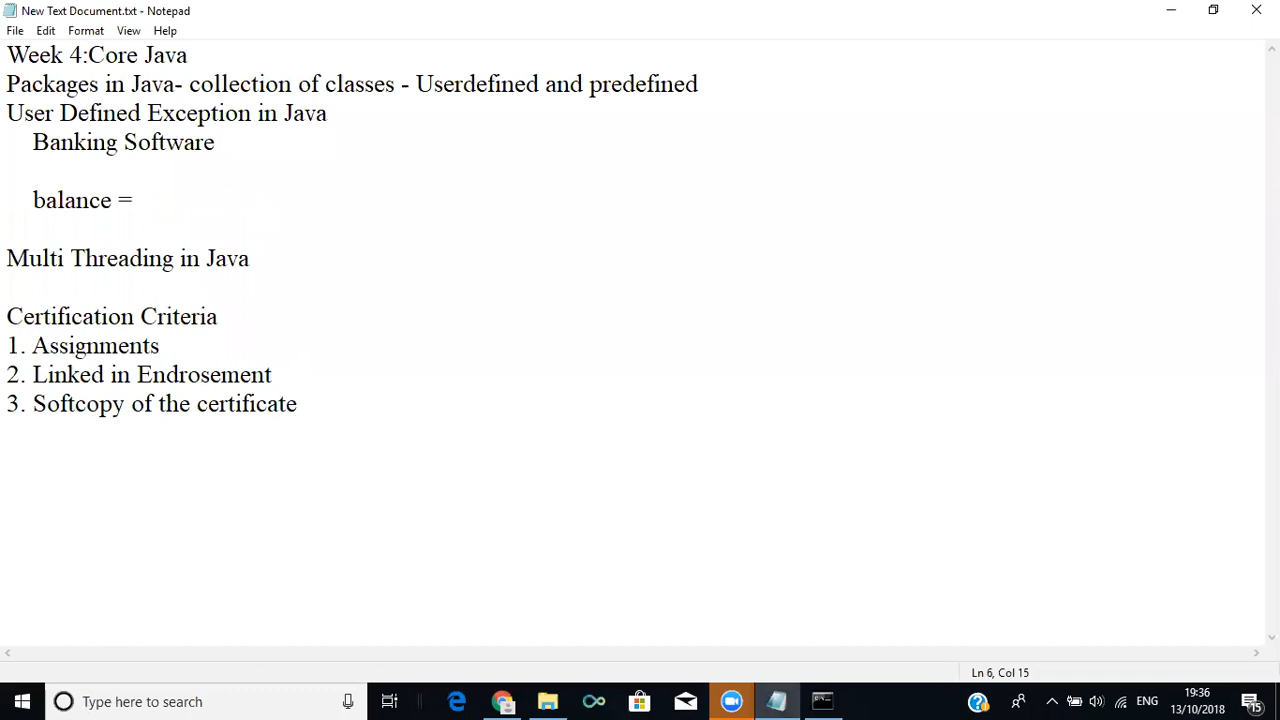 New Text Document.txt - Notepad
File Edit Format View Help
Week 4:Core Java
Packages in Java- collection of classes - Userdefined and predefined
User Defined Exception in Java
Banking Software
balance =
Multi Threading in Java
Certification Criteria
1. Assignments
2. Linked in Endrosement
3. Softcopy of the certificate
Ln 6, Col 15
Type here to search
ENG
19:36
13/10/2018
15